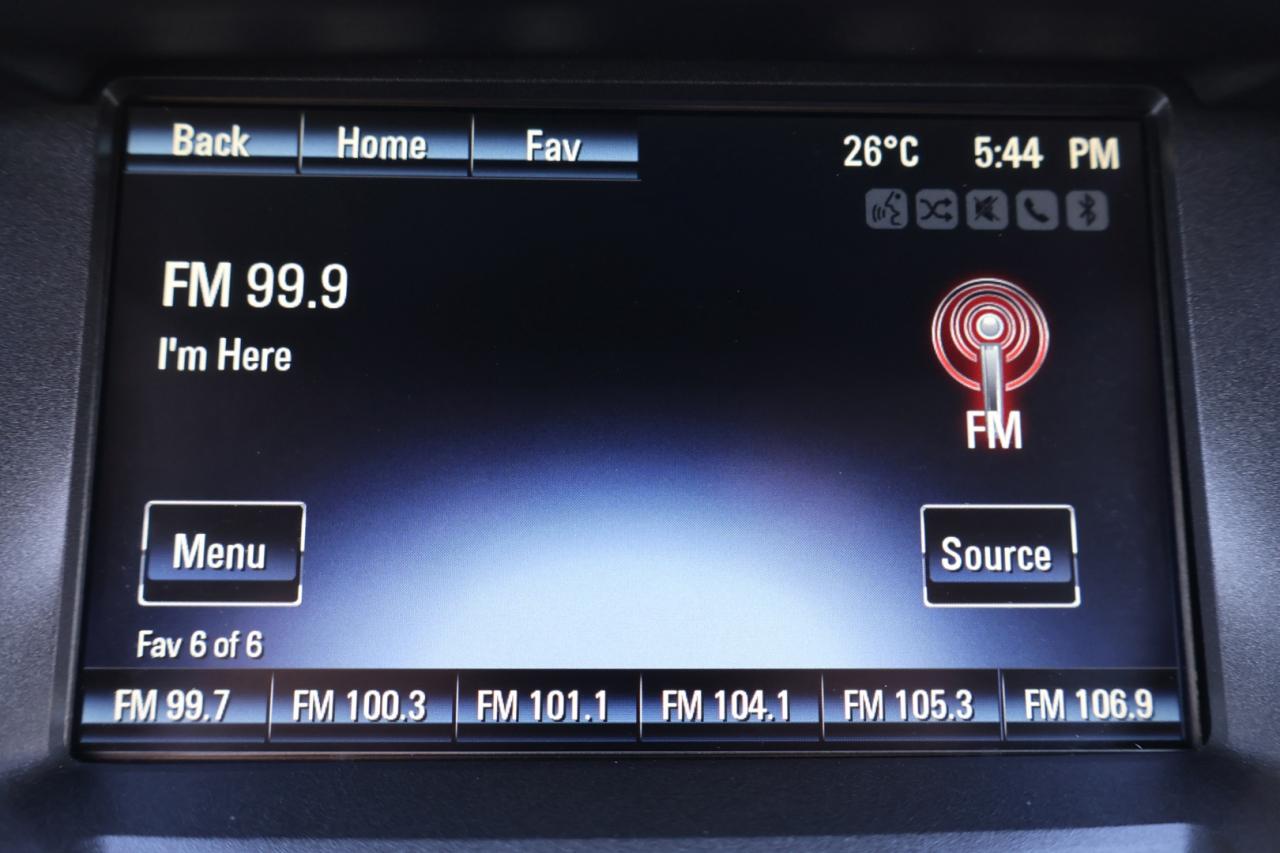 Back Home Fav 26°C 5:44 PM
FM 99.9
I'm Here
FM
Menu Source
Fav 6 of 6
FM 99.7 FM 100.3 FM 101.1 FM 104.1 FM 105.3 FM 106.9